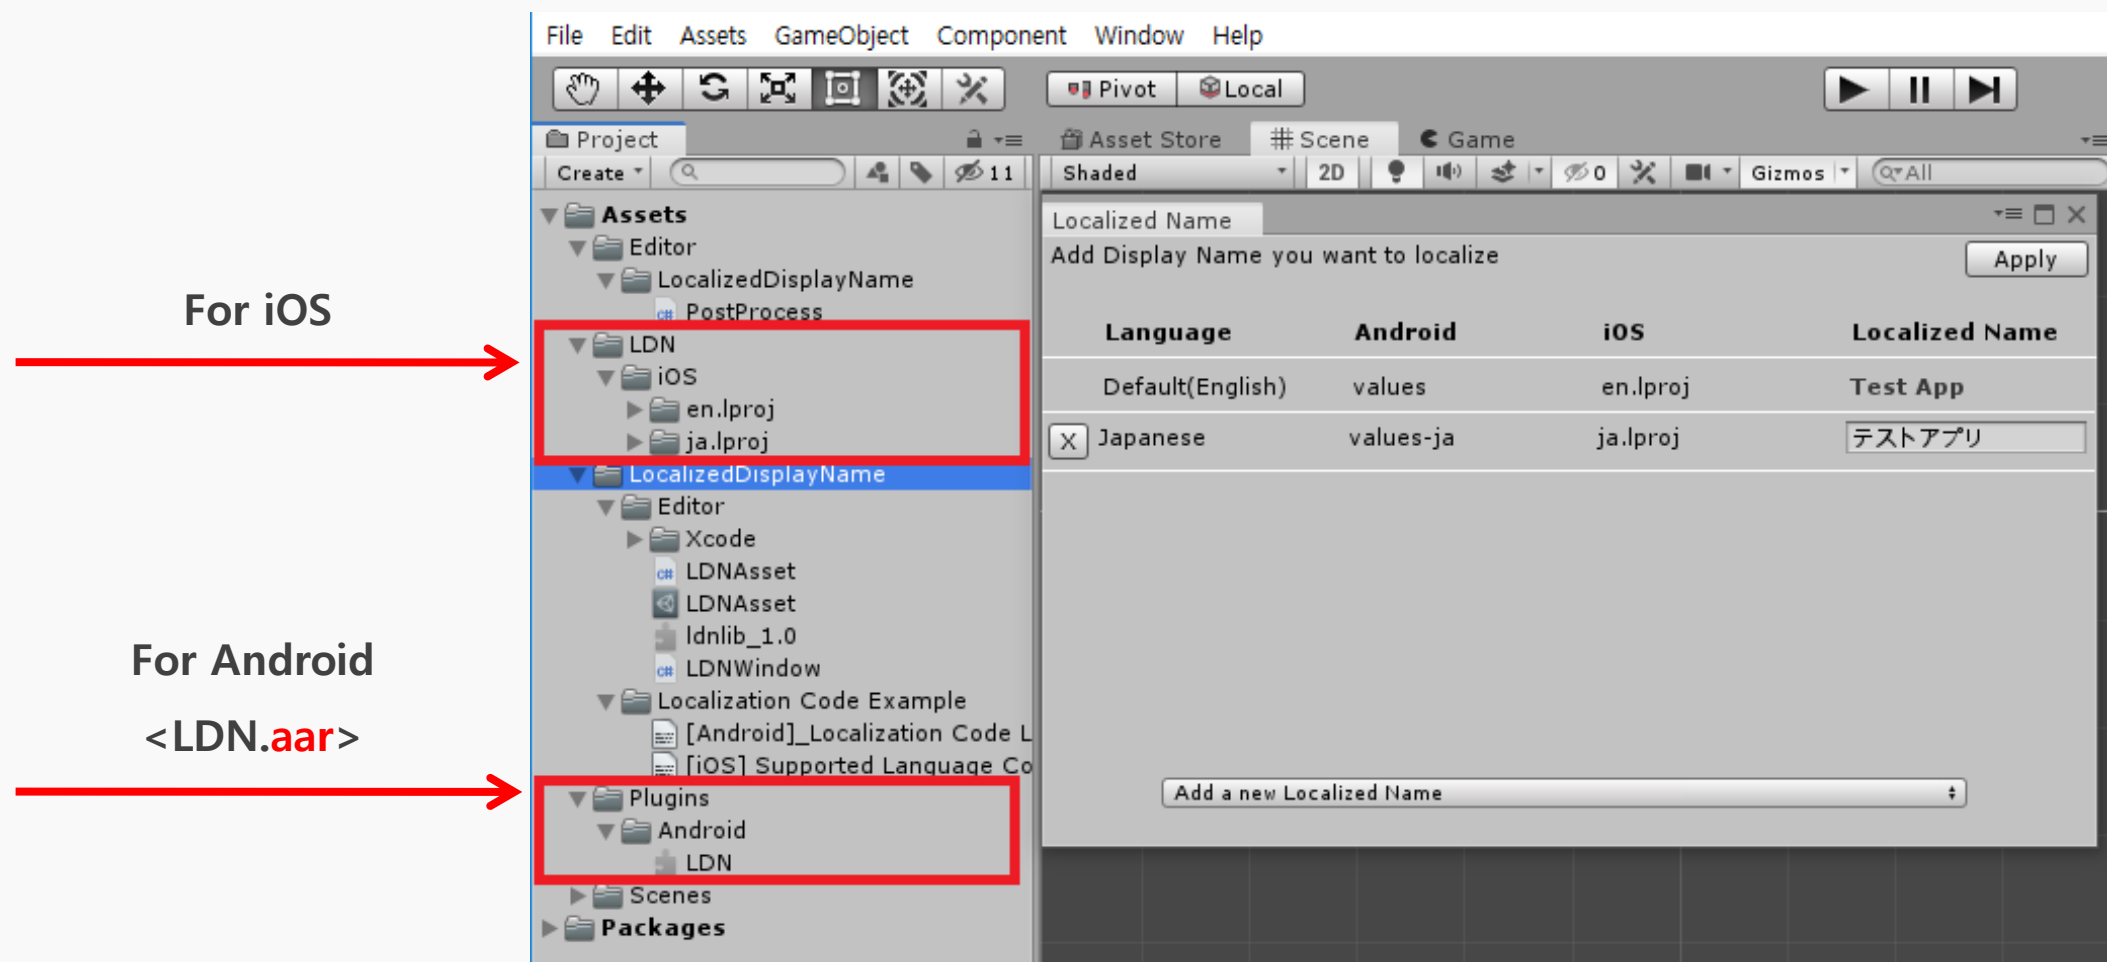 File Edit Assets GameObject Component Window Help
Pivot Local
Project
Asset Store Scene Game
Create 11
Shaded 2D 0 Gizmos All
Assets
Editor
LocalizedDisplayName
PostProcess
LDN
iOS
en.lproj
ja.lproj
LocalizedDisplayName
Editor
Xcode
LDNAsset
LDNAsset
ldnlib_1.0
LDNWindow
Localization Code Example
[Android]_Localization Code L
[iOS] Supported Language Co
Plugins
Android
LDN
Scenes
Packages
For iOS
For Android
<LDN.aar>
Localized Name
Add Display Name you want to localize Apply
Language Android iOS Localized Name
Default(English) values en.lproj Test App
X Japanese values-ja ja.lproj テストアプリ
Add a new Localized Name